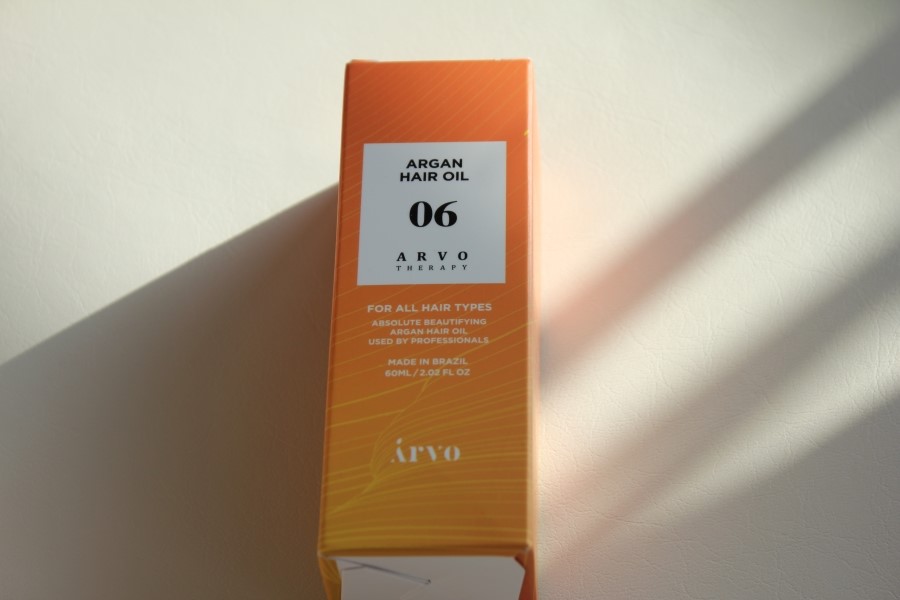 ARGAN
HAIR OIL
06
ARVO
THERAPY
FOR ALL HAIR TYPES
ABSOLUTE BEAUTIFYING
ARGAN HAIR OIL
USED BY PROFESSIONALS
MADE IN BRAZIL
60ML / 2.02 FL OZ
árvo